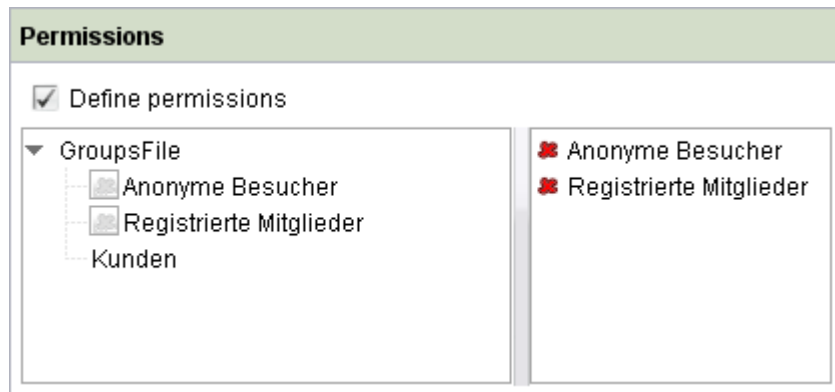 Permissions
Define permissions
GroupsFile
Anonyme Besucher
Registrierte Mitglieder
Kunden
Anonyme Besucher
Registrierte Mitglieder